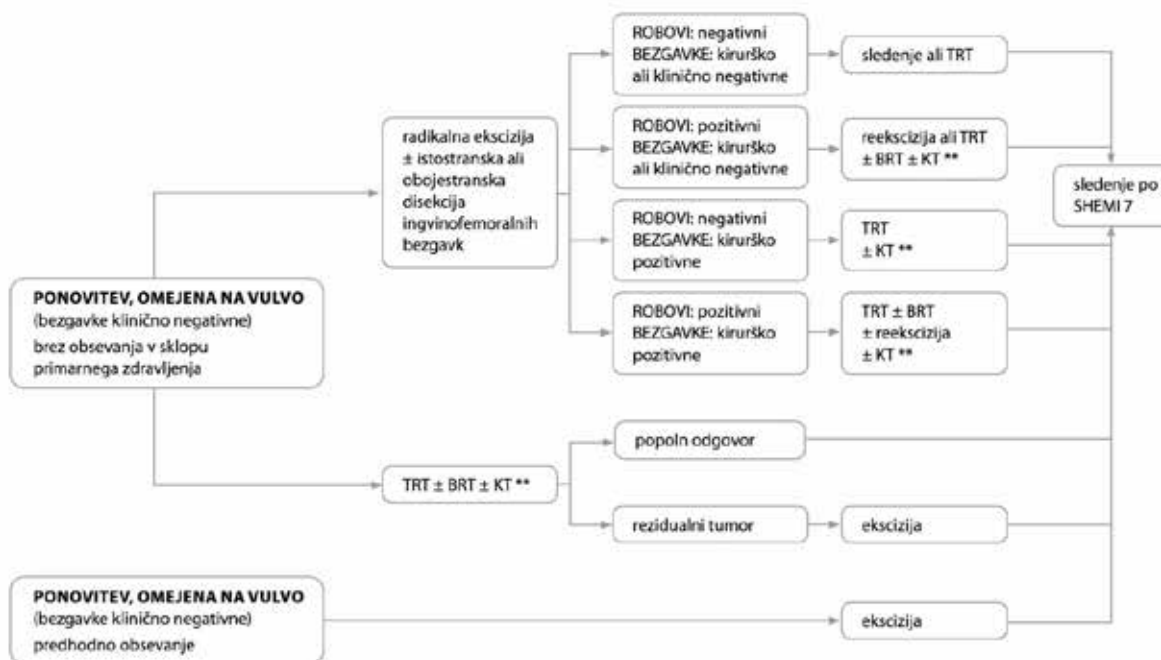 ROBOVI: negativni
BEZGAVKE: kirurško
ali klinično negativne
sledenje ali TRT
radikalna ekscizija
± istostranska ali
obojestranska
disekcija
ingvinofemoralnih
bezgavk
ROBOVI: pozitivni
BEZGAVKE: kirurško
ali klinično negativne
reekscizija ali TRT
± BRT ± KT **
sledenje po
SHEMI 7
ROBOVI: negativni
BEZGAVKE: kirurško
pozitivne
TRT
± KT **
PONOVITEV, OMEJENA NA VULVO
(bezgavke klinično negativne)
brez obsevanja v sklopu
primarnega zdravljenja
ROBOVI: pozitivni
BEZGAVKE: kirurško
pozitivne
TRT ± BRT
± reekscizija
± KT **
popoln odgovor
TRT ± BRT ± KT **
rezidualni tumor
ekscizija
PONOVITEV, OMEJENA NA VULVO
(bezgavke klinično negativne)
predhodno obsevanje
ekscizija